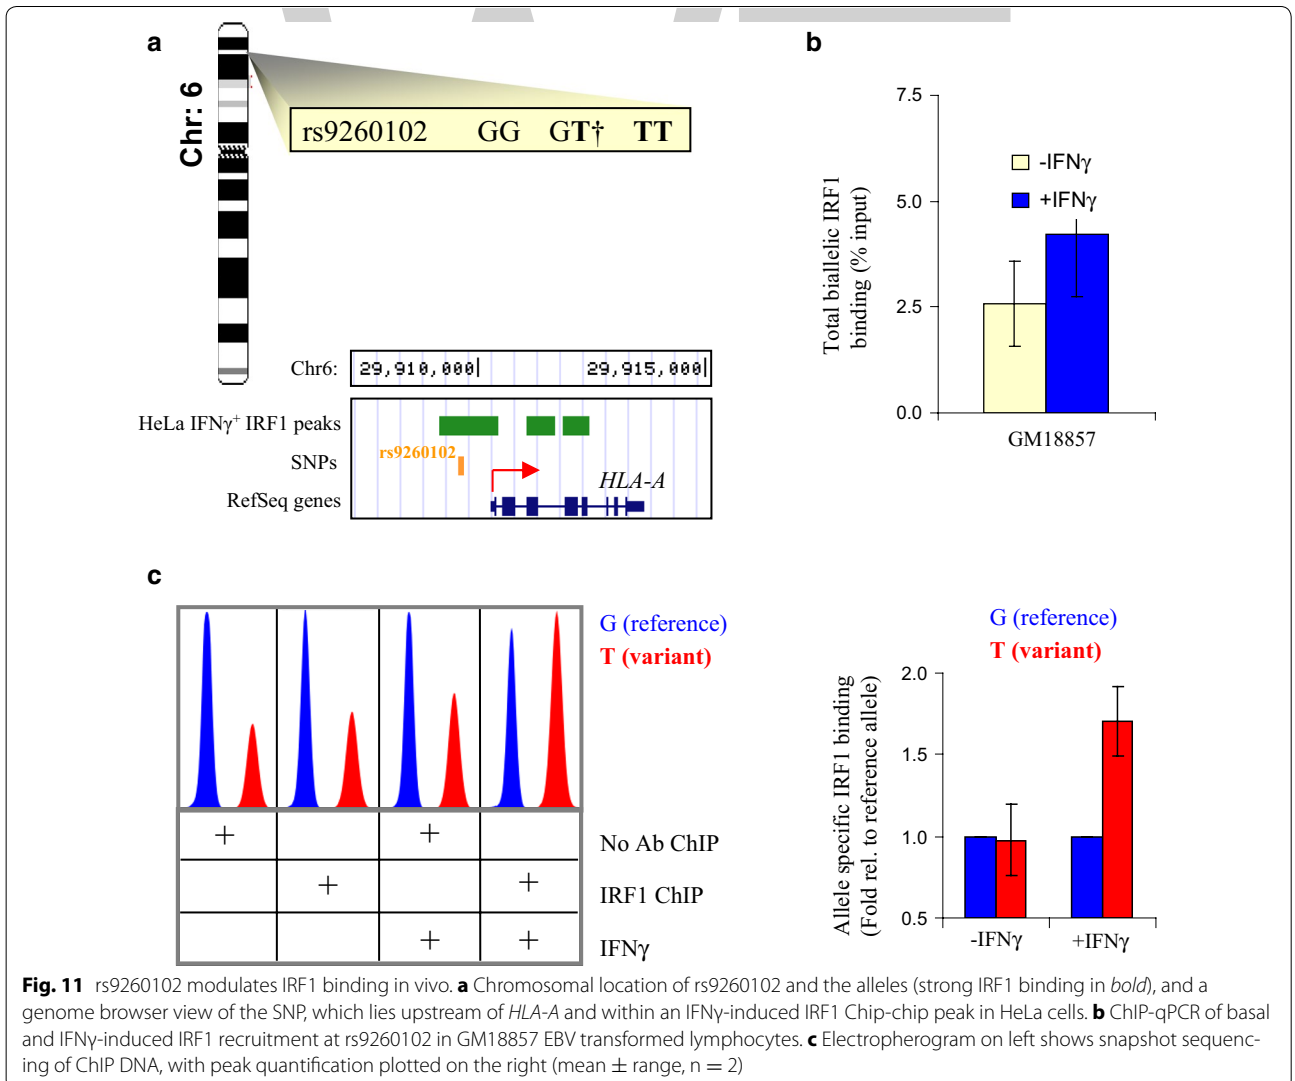 a
Chr: 6
rs9260102 GG GT† TT
Chr6: 29,910,000| 29,915,000|
HeLa IFNγ+ IRF1 peaks
SNPs
rs9260102
HLA-A
RefSeq genes
b
Total biallelic IRF1
binding (% input)
7.5
5.0
2.5
0.0
-IFNγ
+IFNγ
GM18857
c
G (reference)
T (variant)
+ + No Ab ChIP
+ + IRF1 ChIP
+ + IFNγ
G (reference)
T (variant)
Allele specific IRF1 binding
(Fold rel. to reference allele)
2.0
1.5
1.0
0.5
-IFNγ +IFNγ
Fig. 11 rs9260102 modulates IRF1 binding in vivo. a Chromosomal location of rs9260102 and the alleles (strong IRF1 binding in bold), and a
genome browser view of the SNP, which lies upstream of HLA-A and within an IFNγ-induced IRF1 Chip-chip peak in HeLa cells. b ChIP-qPCR of basal
and IFNγ-induced IRF1 recruitment at rs9260102 in GM18857 EBV transformed lymphocytes. c Electropherogram on left shows snapshot sequenc-
ing of ChIP DNA, with peak quantification plotted on the right (mean ± range, n = 2)